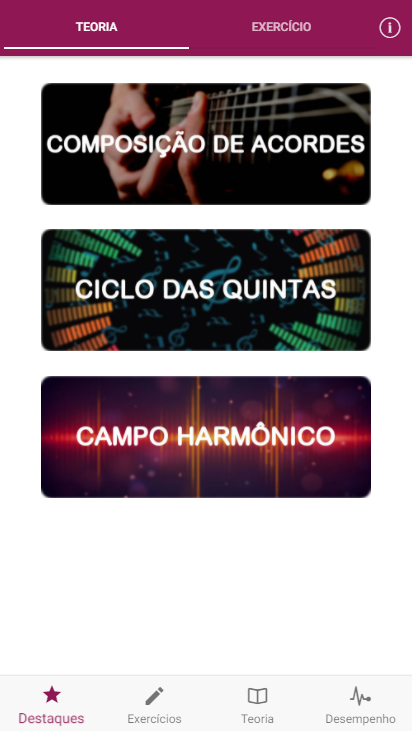 TEORIA
EXERCÍCIO
COMPOSIÇÃO DE ACORDES
CICLO DAS QUINTAS
CAMPO HARMÔNICO
Destaques
Exercícios
Teoria
Desempenho